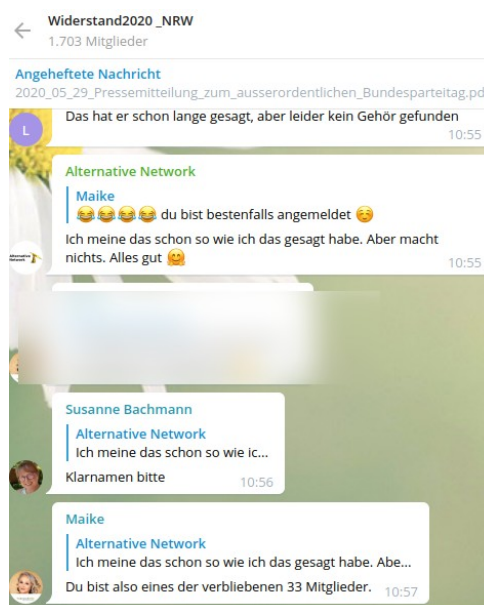 Widerstand2020 _NRW
1.703 Mitglieder
Angeheftete Nachricht
2020_05_29_Pressemitteilung_zum_ausserordentlichen_Bundesparteitag.pd
Das hat er schon lange gesagt, aber leider kein Gehör gefunden
L
10:55
Alternative Network
Maike
😂😂😂😂 du bist bestenfalls angemeldet ☺️
Ich meine das schon so wie ich das gesagt habe. Aber macht
nichts. Alles gut 🤗
10:55
Alternative
Network
Susanne Bachmann
Alternative Network
Ich meine das schon so wie ic...
Klarnamen bitte
10:56
Maike
Alternative Network
Ich meine das schon so wie ich das gesagt habe. Abe...
Du bist also eines der verbliebenen 33 Mitglieder.
10:57